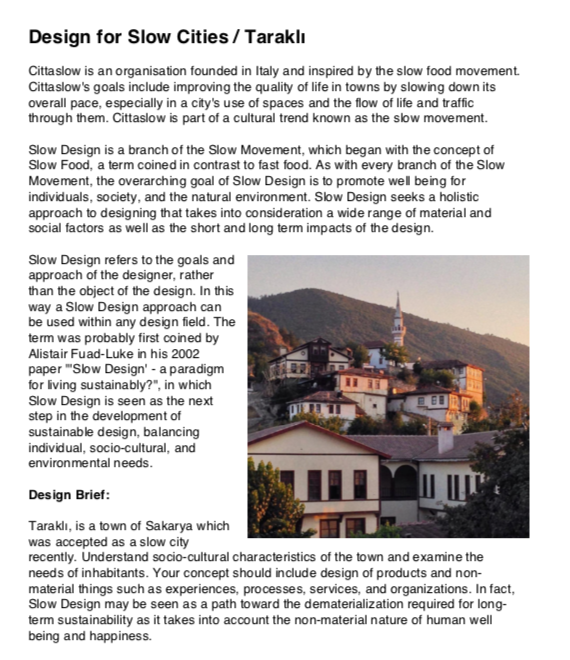 Design for Slow Cities / Taraklı
Cittaslow is an organisation founded in Italy and inspired by the slow food movement.
Cittaslow's goals include improving the quality of life in towns by slowing down its
overall pace, especially in a city's use of spaces and the flow of life and traffic
through them. Cittaslow is part of a cultural trend known as the slow movement.
Slow Design is a branch of the Slow Movement, which began with the concept of
Slow Food, a term coined in contrast to fast food. As with every branch of the Slow
Movement, the overarching goal of Slow Design is to promote well being for
individuals, society, and the natural environment. Slow Design seeks a holistic
approach to designing that takes into consideration a wide range of material and
social factors as well as the short and long term impacts of the design.
Slow Design refers to the goals and
approach of the designer, rather
than the object of the design. In this
way a Slow Design approach can
be used within any design field. The
term was probably first coined by
Alistair Fuad-Luke in his 2002
paper "'Slow Design' - a paradigm
for living sustainably?", in which
Slow Design is seen as the next
step in the development of
sustainable design, balancing
individual, socio-cultural, and
environmental needs.
Design Brief:
Taraklı, is a town of Sakarya which
was accepted as a slow city
recently. Understand socio-cultural characteristics of the town and examine the
needs of inhabitants. Your concept should include design of products and non-
material things such as experiences, processes, services, and organizations. In fact,
Slow Design may be seen as a path toward the dematerialization required for long-
term sustainability as it takes into account the non-material nature of human well
being and happiness.